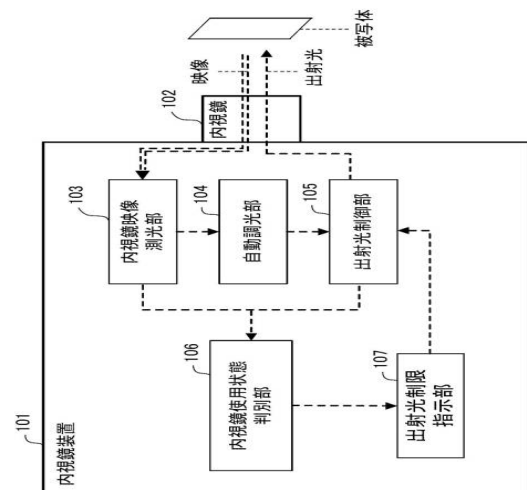 101
内視鏡装置
103
内視鏡映像
測光部
104
自動調光部
105
出射光制御部
106
内視鏡使用状態
判別部
107
出射光制限
指示部
102
内視鏡
映像
出射光
被写体